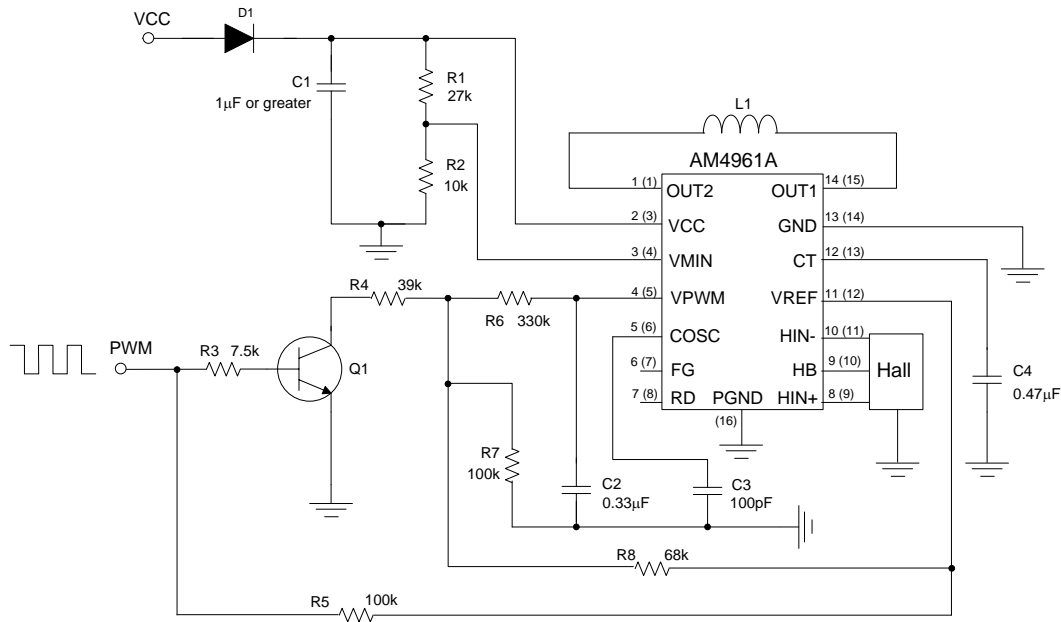 VCC
D1
C1
1μF or greater
R1
27k
R2
10k
L1
AM4961A
1 (1)
OUT2
OUT1
14 (15)
2 (3)
VCC
GND
13 (14)
3 (4)
VMIN
CT
12 (13)
4 (5)
VPWM
VREF
11 (12)
5 (6)
COSC
HIN-
10 (11)
6 (7)
FG
HB
9 (10)
7 (8)
RD
PGND
HIN+
8 (9)
(16)
Hall
C4
0.47μF
R4
39k
R6
330k
PWM
R3
7.5k
Q1
R7
100k
C2
0.33μF
C3
100pF
R8
68k
R5
100k